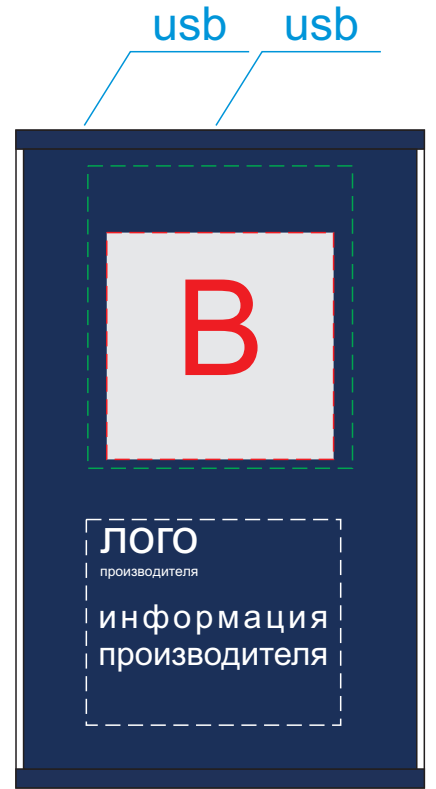 usb usb
B
ЛОГО
производителя
информация
производителя